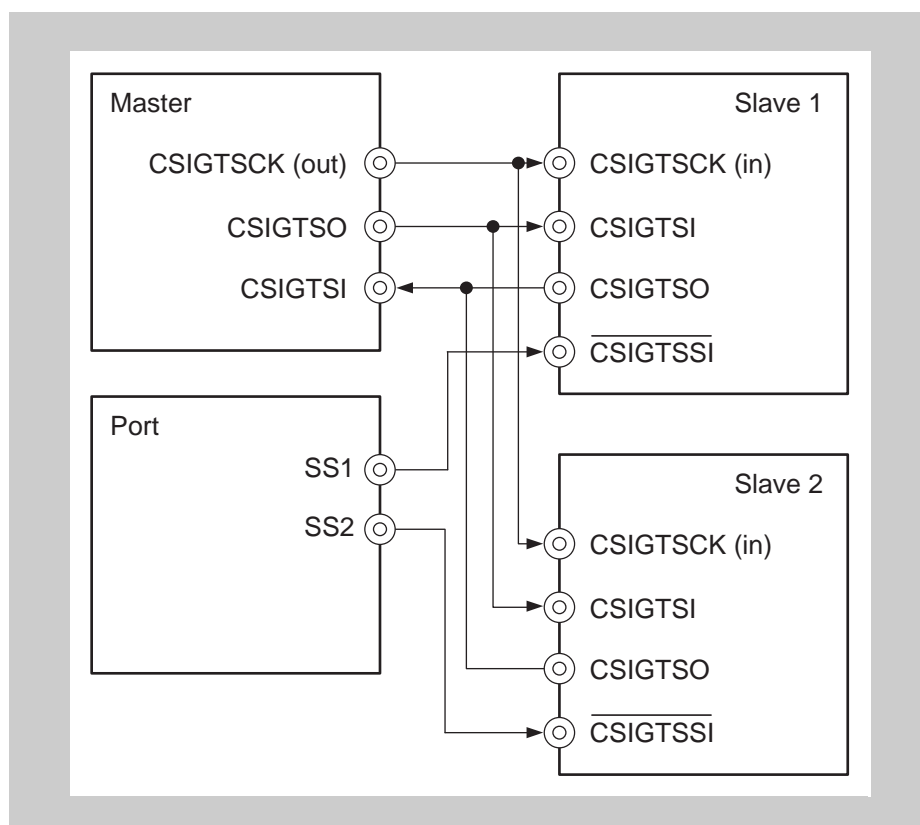 Master
CSIGTSCK (out)
CSIGTSO
CSIGTSI
Slave 1
CSIGTSCK (in)
CSIGTSI
CSIGTSO
CSIGTSSI
Port
SS1
SS2
Slave 2
CSIGTSCK (in)
CSIGTSI
CSIGTSO
CSIGTSSI